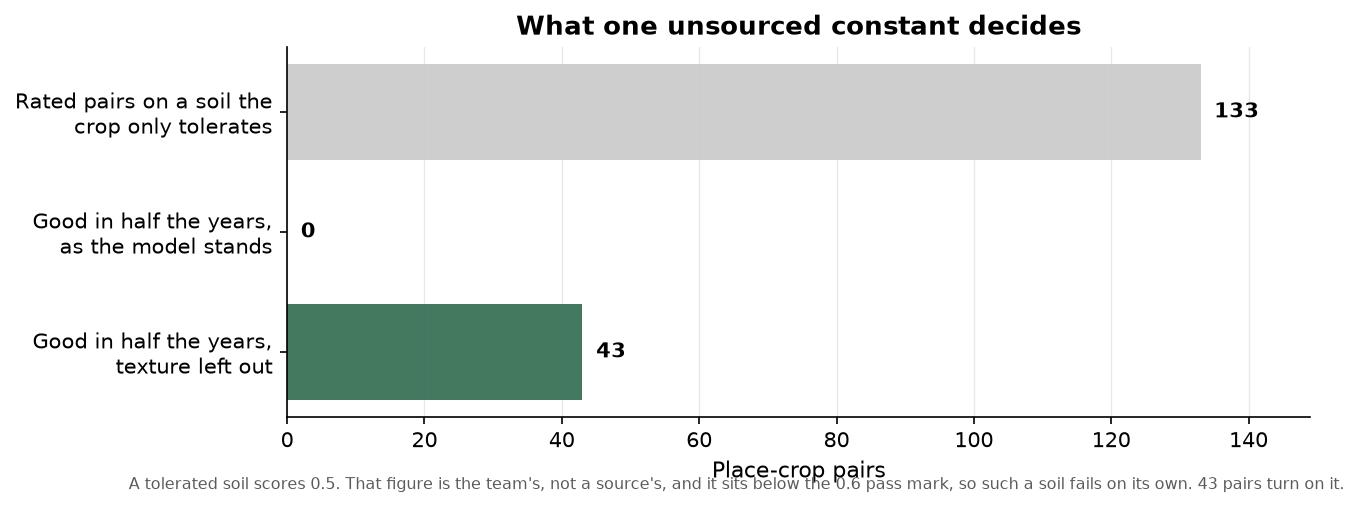 What one unsourced constant decides
Rated pairs on a soil the
crop only tolerates
133
Good in half the years,
as the model stands
0
Good in half the years,
texture left out
43
0 20 40 60 80 100 120 140
Place-crop pairs
A tolerated soil scores 0.5. That figure is the team's, not a source's, and it sits below the 0.6 pass mark, so such a soil fails on its own. 43 pairs turn on it.